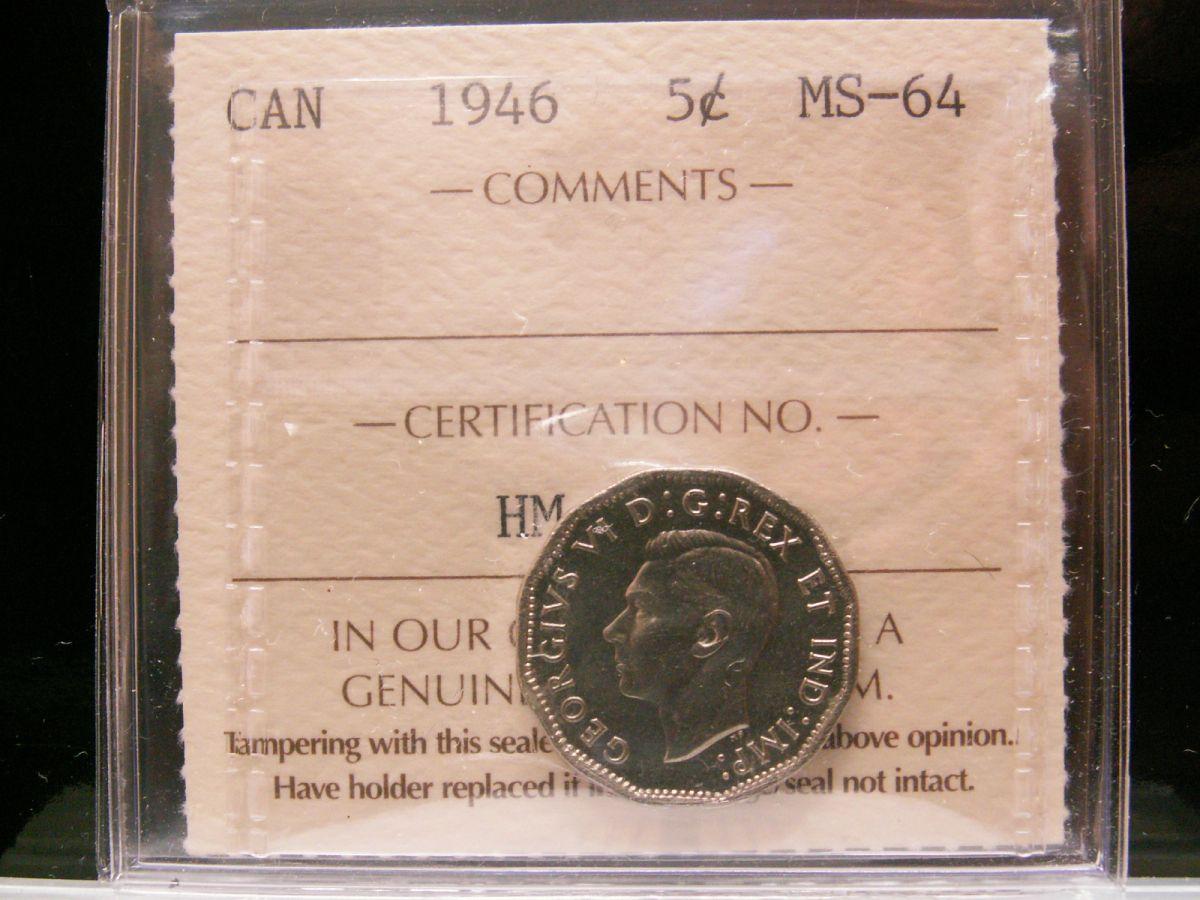 CAN 1946 5¢ MS-64
— COMMENTS —
— CERTIFICATION NO. —
HM
IN OUR A
GENUIN M.
Tampering with this seale above opinion.
Have holder replaced if seal not intact.
GEORGIVS VI D:G:REX ET IND:IMP: